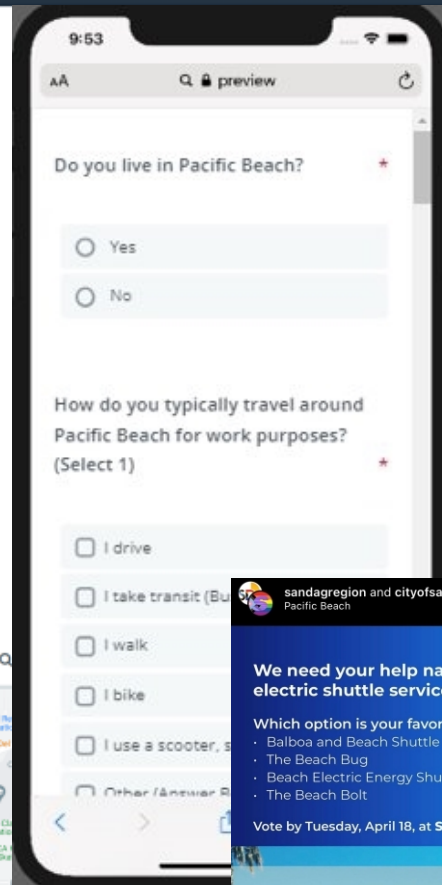 9:53
AA
preview
Do you live in Pacific Beach? *
Yes
No
How do you typically travel around
Pacific Beach for work purposes?
(Select 1) *
I drive
I take transit (Bu
I walk
I bike
I use a scooter, s
Other (Answer
sandagregion and cityofsa
Pacific Beach
We need your help na
electric shuttle servic
Which option is your favor
• Balboa and Beach Shuttle
• The Beach Bug
• Beach Electric Energy Shu
• The Beach Bolt
Vote by Tuesday, April 18, at S